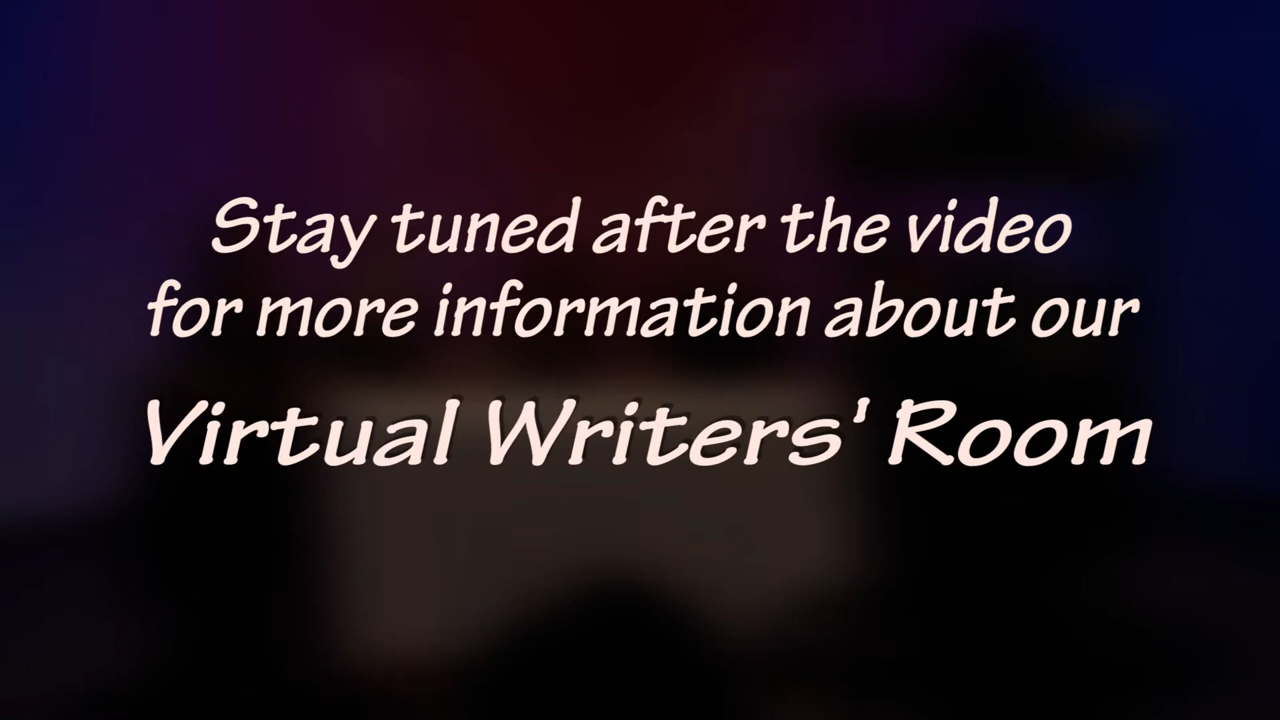 Stay tuned after the video
for more information about our
Virtual Writers' Room